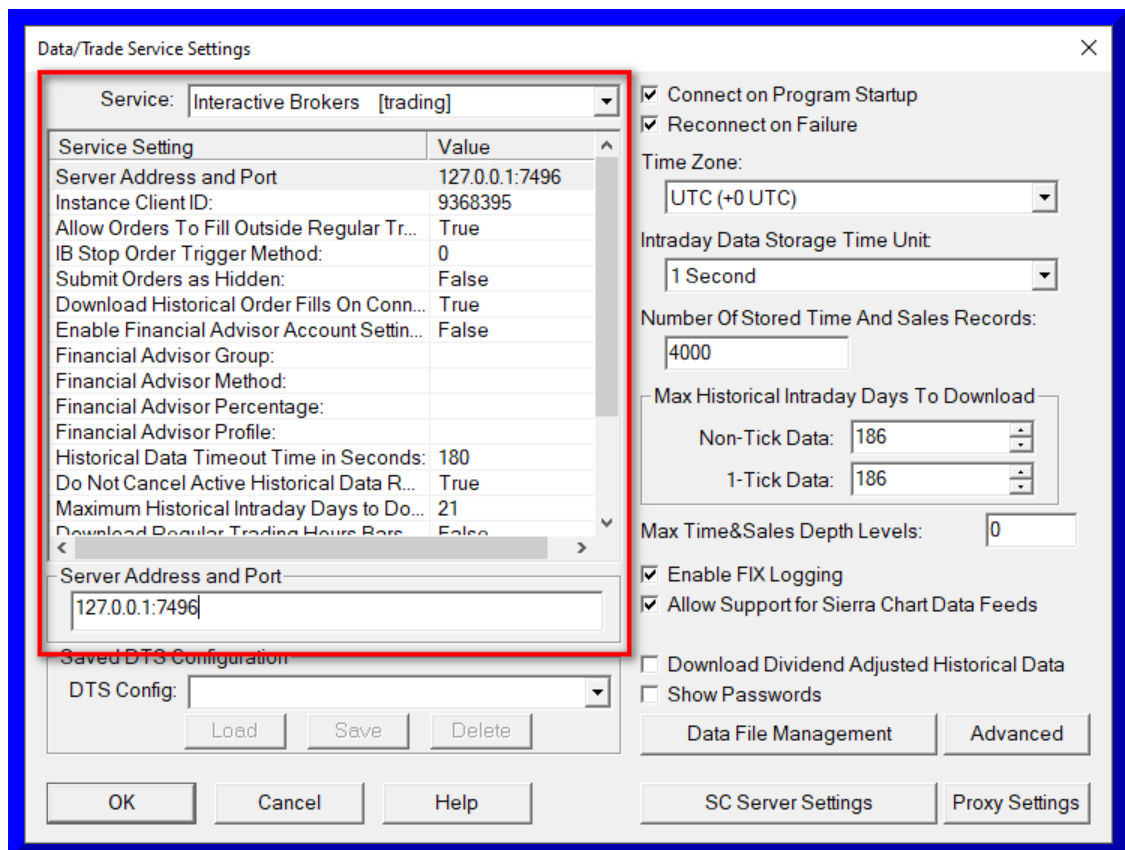 Data/Trade Service Settings
Service: Interactive Brokers [trading]
Service Setting Value
Server Address and Port 127.0.0.1:7496
Instance Client ID: 9368395
Allow Orders To Fill Outside Regular Tr... True
IB Stop Order Trigger Method: 0
Submit Orders as Hidden: False
Download Historical Order Fills On Conn... True
Enable Financial Advisor Account Settin... False
Financial Advisor Group:
Financial Advisor Method:
Financial Advisor Percentage:
Financial Advisor Profile:
Historical Data Timeout Time in Seconds: 180
Do Not Cancel Active Historical Data R... True
Maximum Historical Intraday Days to Do... 21
Download Regular Trading Hours Bars False
Server Address and Port
127.0.0.1:7496
Saved DTS Configuration
DTS Config:
Load Save Delete
OK Cancel Help
Connect on Program Startup
Reconnect on Failure
Time Zone:
UTC (+0 UTC)
Intraday Data Storage Time Unit:
1 Second
Number Of Stored Time And Sales Records:
4000
Max Historical Intraday Days To Download
Non-Tick Data: 186
1-Tick Data: 186
Max Time&Sales Depth Levels: 0
Enable FIX Logging
Allow Support for Sierra Chart Data Feeds
Download Dividend Adjusted Historical Data
Show Passwords
Data File Management Advanced
SC Server Settings Proxy Settings